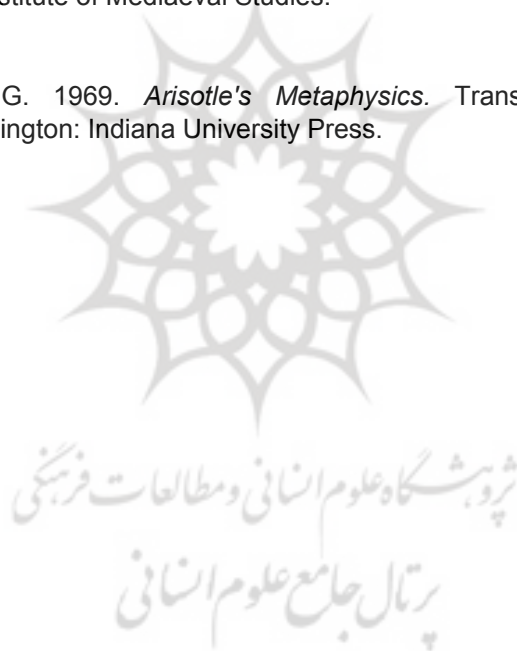 stitute of Mediaeval Studies.
G. 1969. Arisotle's Metaphysics. Trans
ington: Indiana University Press.
پژوهشگاه علوم انسانی و مطالعات فرهنگی
پرتال جامع علوم انسانی